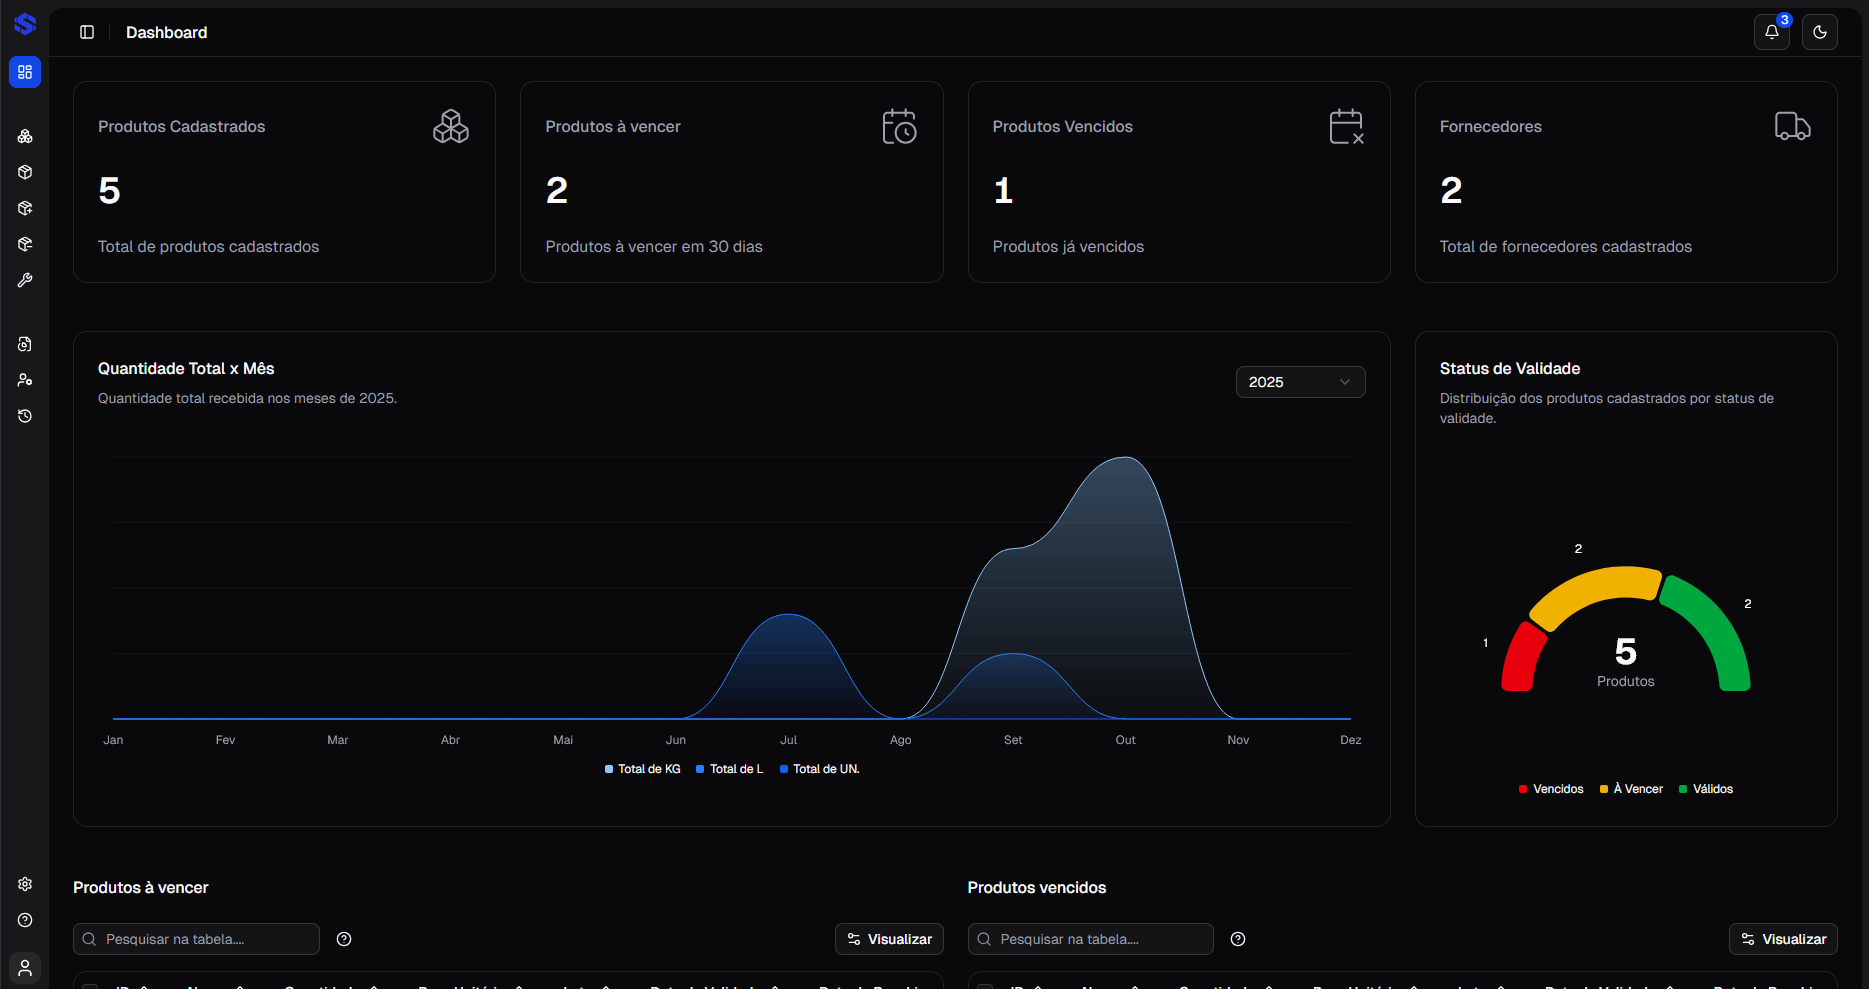 Dashboard
3
Produtos Cadastrados
5
Total de produtos cadastrados
Produtos à vencer
2
Produtos à vencer em 30 dias
Produtos Vencidos
1
Produtos já vencidos
Fornecedores
2
Total de fornecedores cadastrados
Quantidade Total x Mês
Quantidade total recebida nos meses de 2025.
2025
Jan Fev Mar Abr Mai Jun Jul Ago Set Out Nov Dez
Total de KG Total de L Total de UN.
Status de Validade
Distribuição dos produtos cadastrados por status de
validade.
2
2
1
5
Produtos
Vencidos À Vencer Válidos
Produtos à vencer
Pesquisar na tabela....
Visualizar
Produtos vencidos
Pesquisar na tabela....
Visualizar